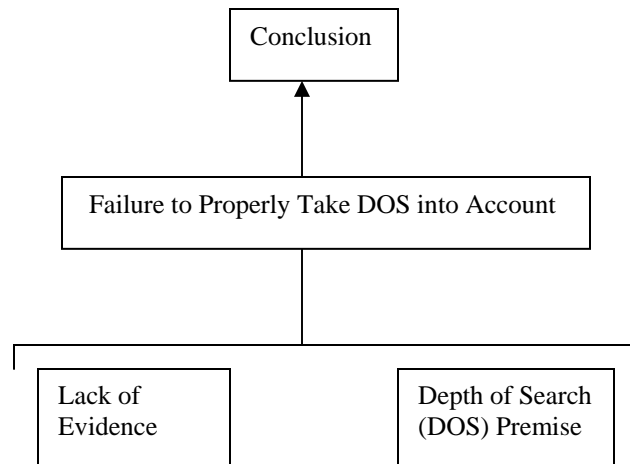 Conclusion
Failure to Properly Take DOS into Account
Lack of
Evidence
Depth of Search
(DOS) Premise